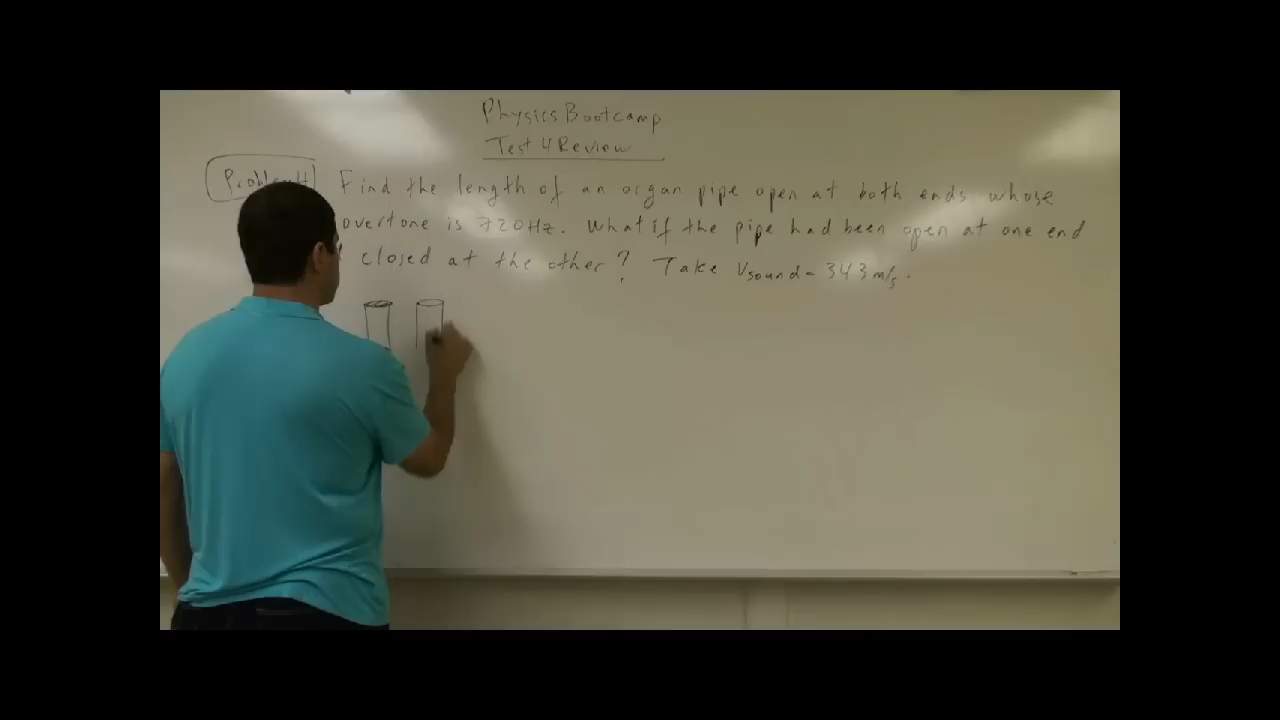 Physics Bootcamp
Test 4 Review
Find the length of an organ pipe open at both ends whose
overtone is 720Hz. What if the pipe had been open at one end
closed at the other? Take Vsound = 343 m/s.